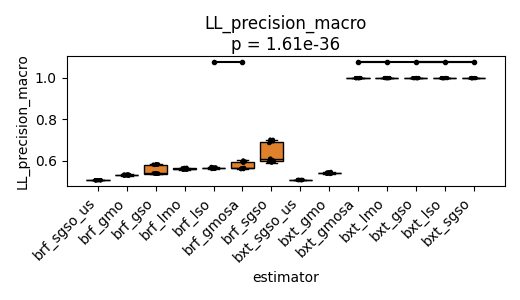 LL_precision_macro
p = 1.61e-36
LL_precision_macro
1.0
0.8
0.6
brf_sgso_us
brf_gmo
brf_gso
brf_lmo
brf_lso
brf_gmosa
brf_sgso
bxt_sgso_us
bxt_gmo
bxt_gmosa
bxt_lmo
bxt_gso
bxt_lso
bxt_sgso
estimator